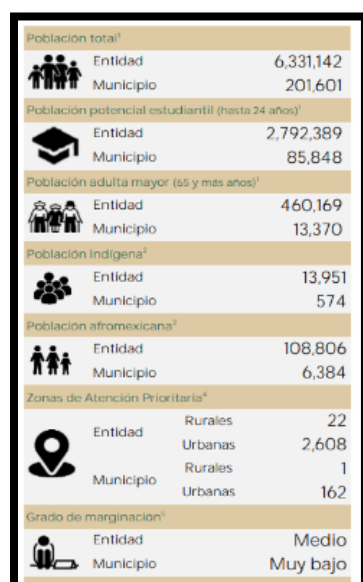 Población total³
Entidad 6,331,142
Municipio 201,601
Población potencial estudiantil (hasta 24 años)¹
Entidad 2,792,389
Municipio 85,848
Población adulta mayor (65 y más años)¹
Entidad 460,169
Municipio 13,370
Población Indígena²
Entidad 13,951
Municipio 574
Población afromexicana³
Entidad 108,806
Municipio 6,384
Zonas de Atención Prioritaria⁴
Entidad
Rurales 22
Urbanas 2,608
Municipio
Rurales 1
Urbanas 162
Grado de marginación⁵
Entidad Medio
Municipio Muy bajo